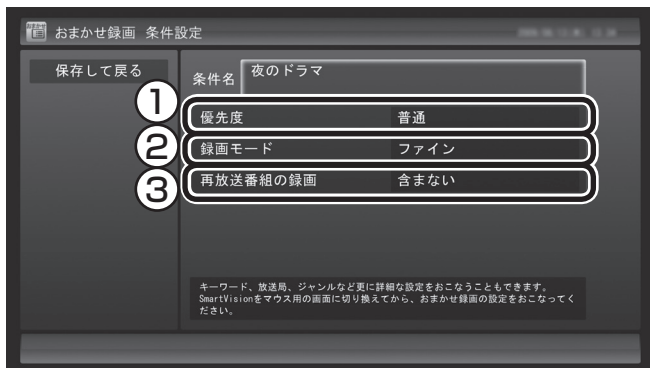 おまかせ録画 条件設定
保存して戻る
条件名 夜のドラマ
① 優先度 普通
② 録画モード ファイン
③ 再放送番組の録画 含まない
キーワード、放送局、ジャンルなど更に詳細な設定をおこなうこともできます。
SmartVisionをマウス用の画面に切り換えてから、おまかせ録画の設定をおこなってく
ださい。